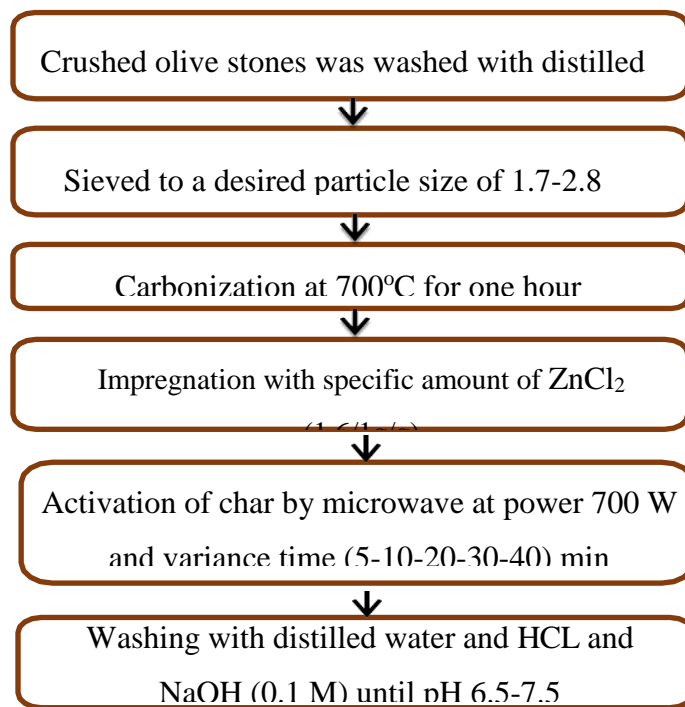 Crushed olive stones was washed with distilled
Sieved to a desired particle size of 1.7-2.8
Carbonization at 700°C for one hour
Impregnation with specific amount of ZnCl₂
Activation of char by microwave at power 700 W
and variance time (5-10-20-30-40) min
Washing with distilled water and HCL and
NaOH (0.1 M) until pH 6.5-7.5